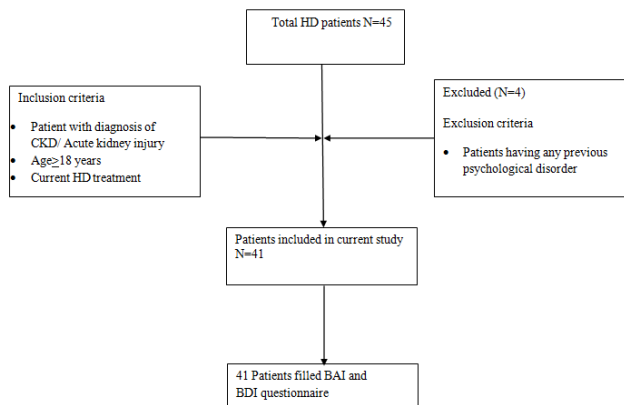 Total HD patients N=45
Inclusion criteria
• Patient with diagnosis of
CKD/ Acute kidney injury
• Age≥18 years
• Current HD treatment
Excluded (N=4)
Exclusion criteria
• Patients having any previous
psychological disorder
Patients included in current study
N=41
41 Patients filled BAI and
BDI questionnaire